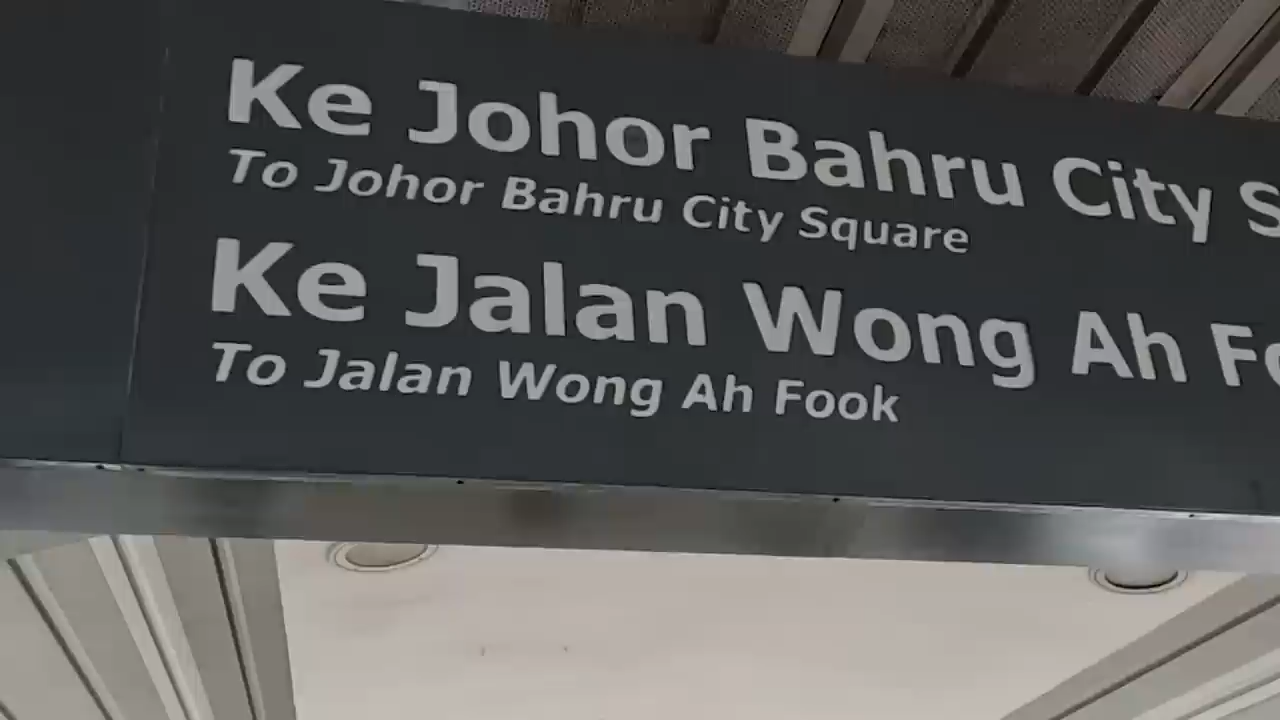 Ke Johor Bahru City S
To Johor Bahru City Square
Ke Jalan Wong Ah Fo
To Jalan Wong Ah Fook